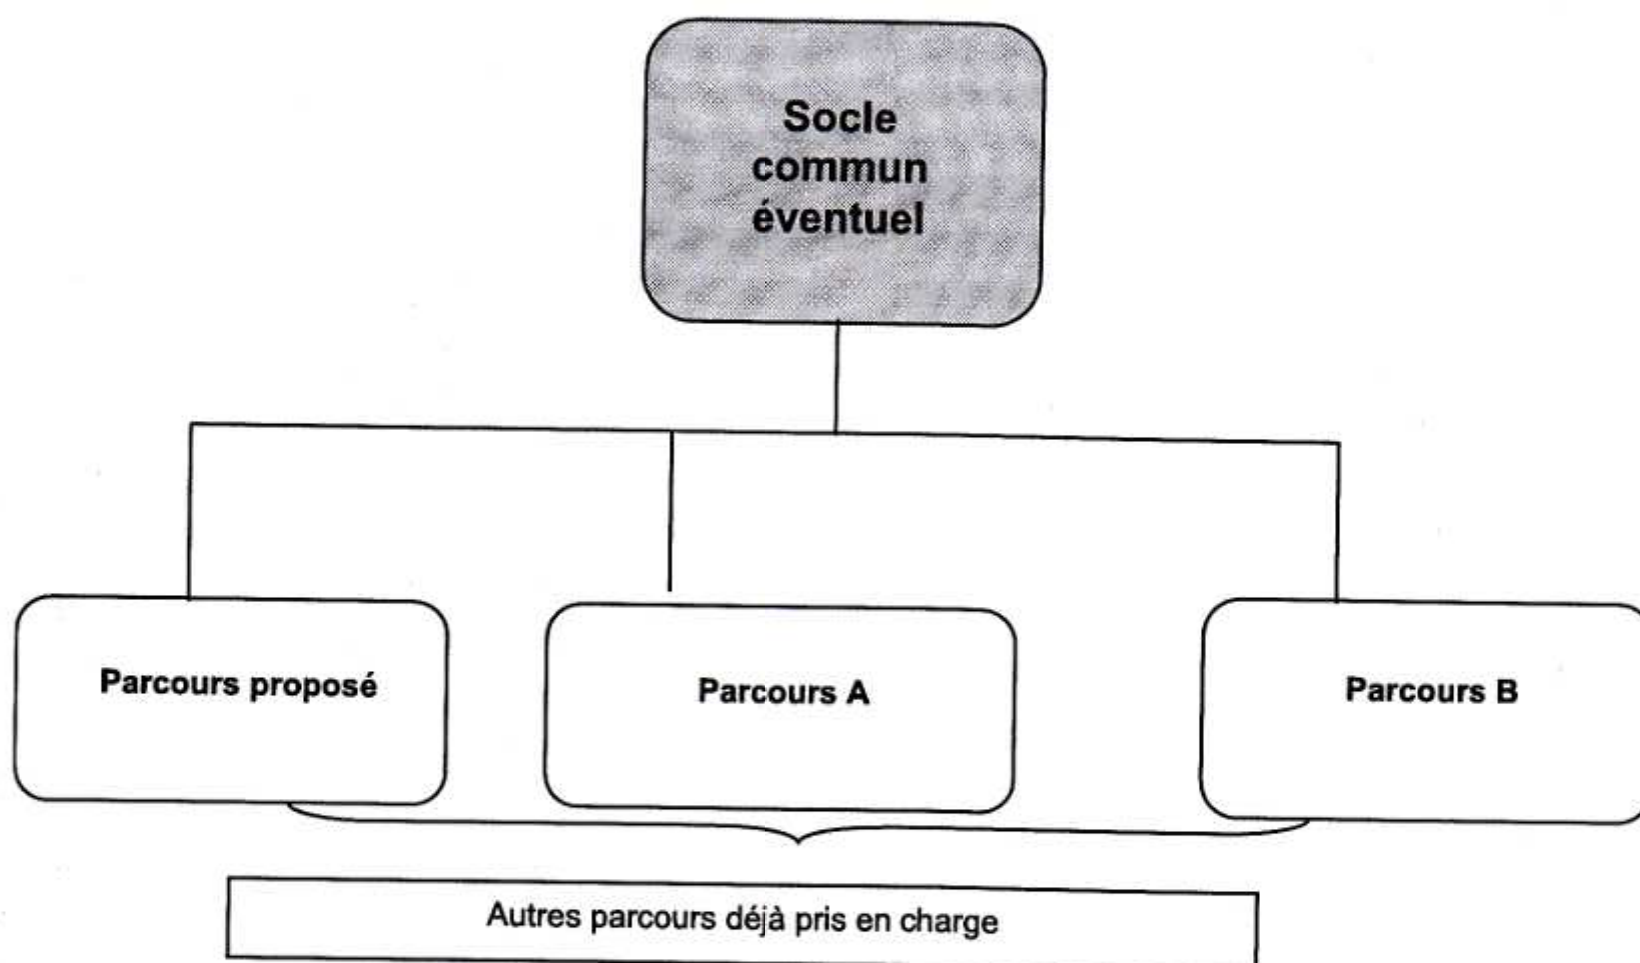 Socle
commun
éventuel
Parcours proposé
Parcours A
Parcours B
Autres parcours déjà pris en charge